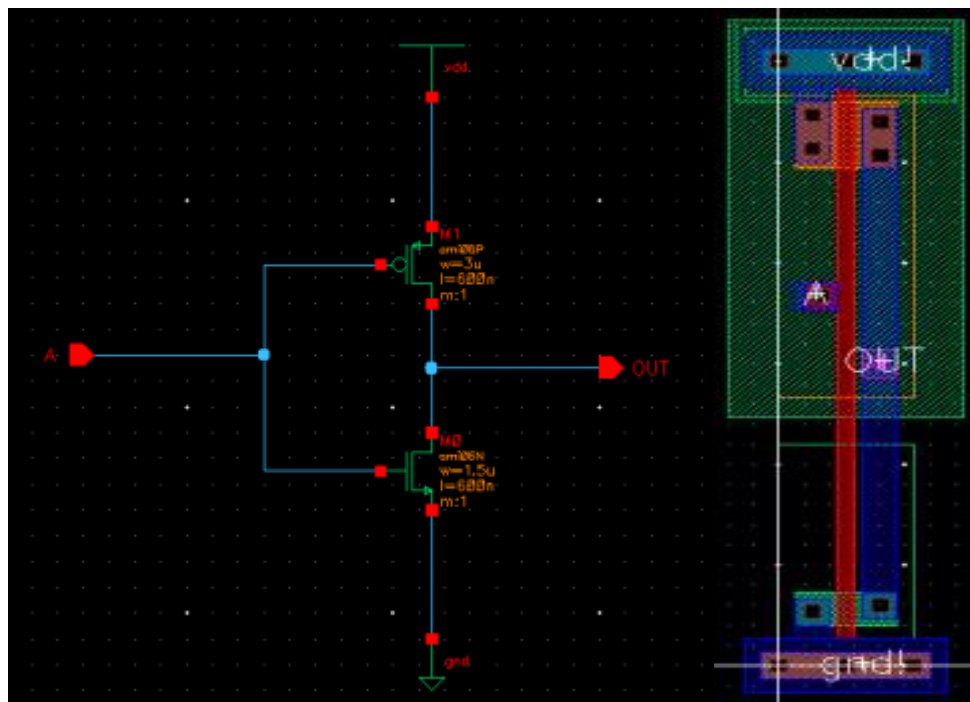 vdd
M1
ami06P
w=3u
l=600n
m:1
A
OUT
M0
ami06N
w=1.5u
l=600n
m:1
gnd
vdd!
A
OUT
gnd!